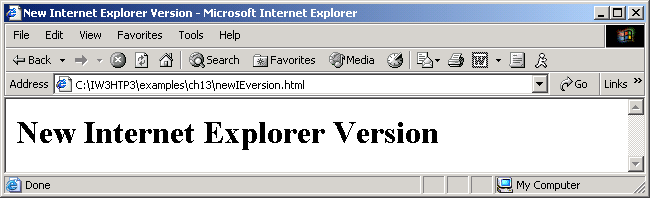 New Internet Explorer Version - Microsoft Internet Explorer
File Edit View Favorites Tools Help
Back Search Favorites Media
Address C:\IW3HTP3\examples\ch13\newIEversion.html Go Links »
New Internet Explorer Version
Done My Computer